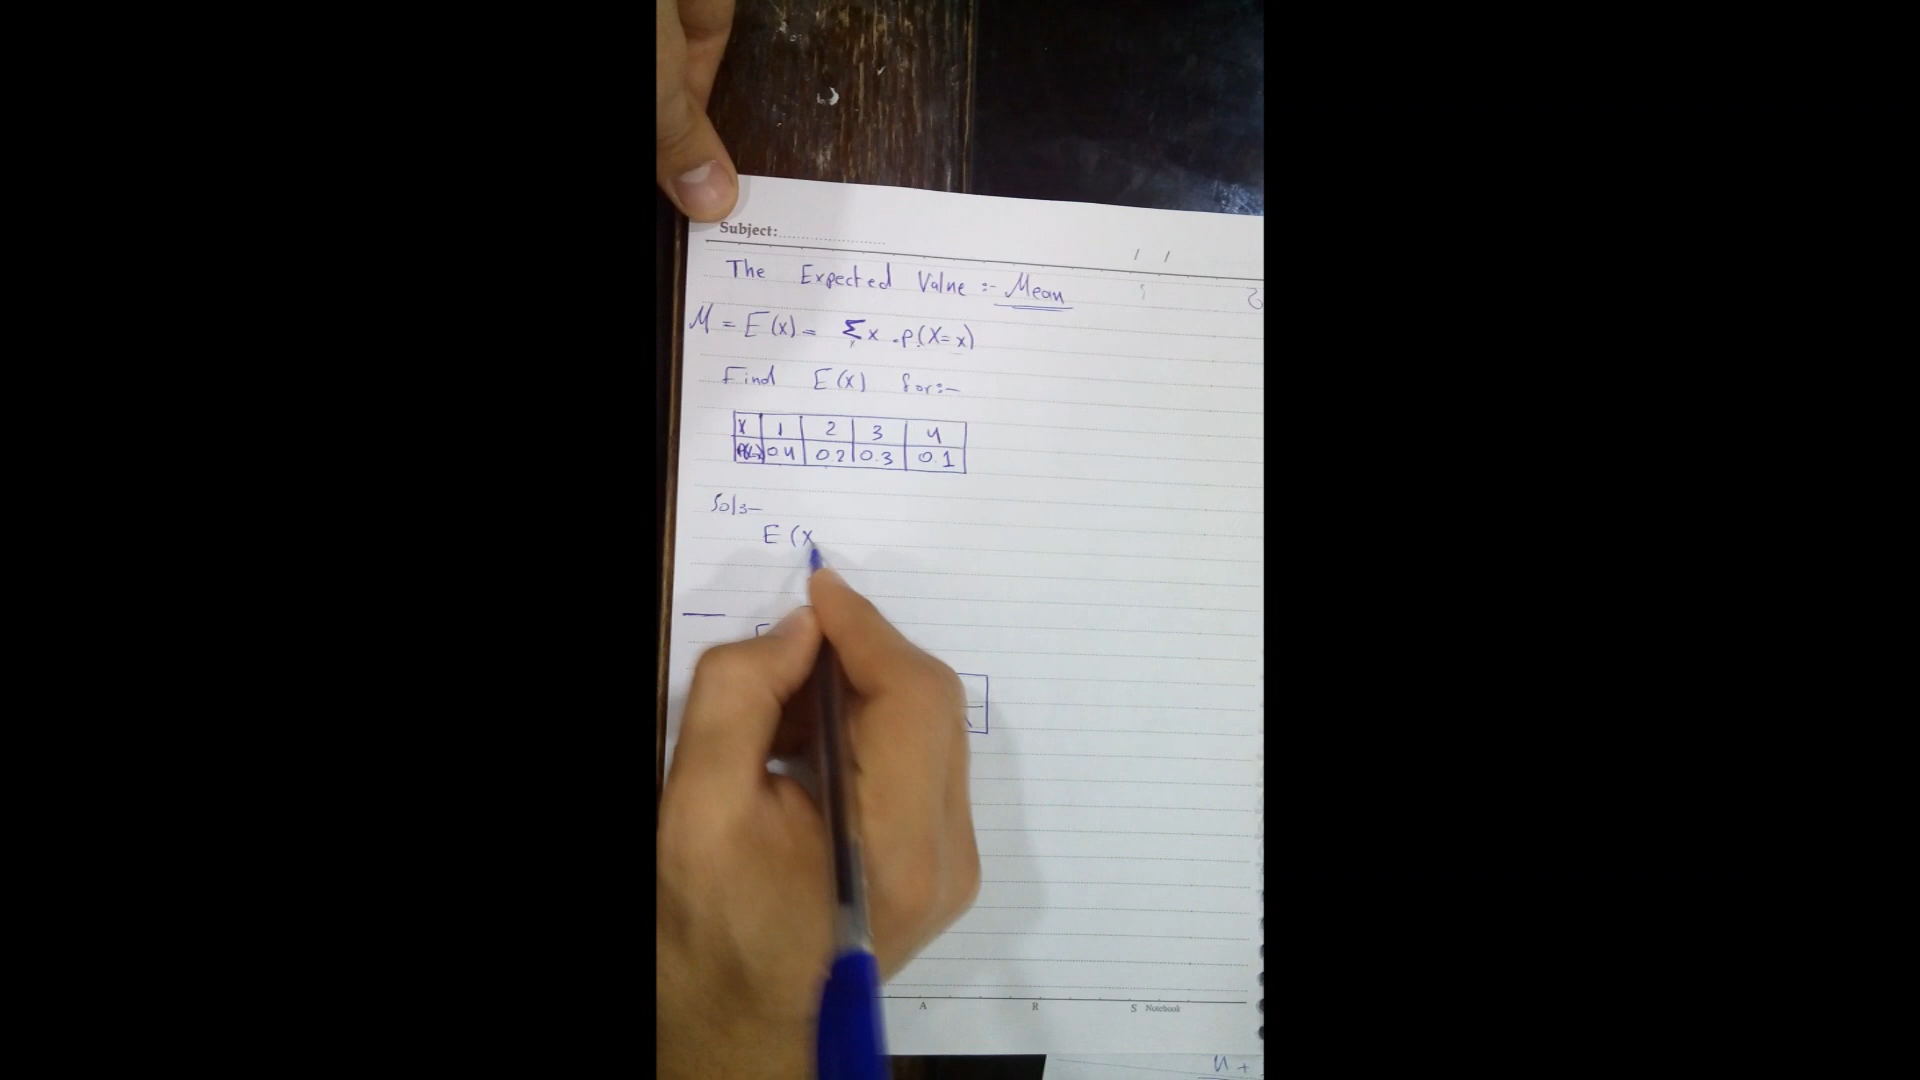 Subject:
/ /
The Expected Value :- Mean
M = E(x) = Σx . p(X=x)
Find E(x) for:-
X 1 2 3 4
0.4 0.2 0.3 0.1
Sol:-
E (x
A R S Notebook